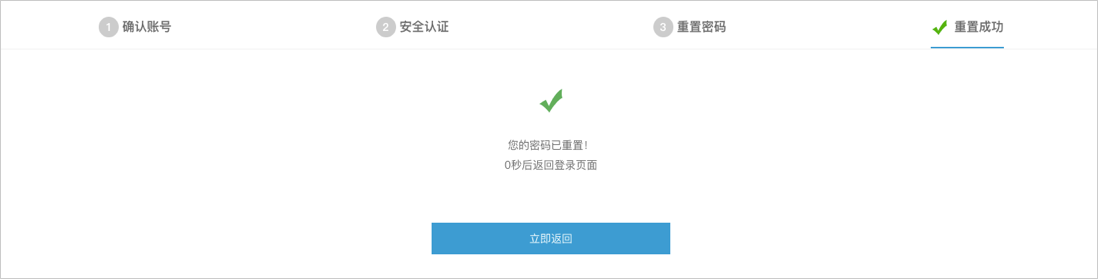 1 确认账号
2 安全认证
3 重置密码
重置成功
您的密码已重置！
0秒后返回登录页面
立即返回